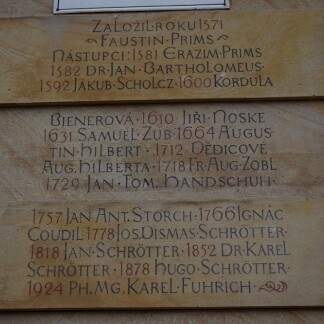 ZALOŽIL·ROKU 1571
FAUSTIN·PRIMS
NÁSTUPCI: 1581 ERAZIM·PRIMS
1582 DR·JAN·BARTHOLOMEUS·
1592 JAKUB·SCHOLCZ·1600 KORDULA
BIENEROVÁ·1610 JIŘÍ·NOSKE
1631 SAMUEL·ZUB·1664 AUGUS
TIN·HILBERT·1712·DĚDICOVÉ
AUG.HILBERTA·1718 FR·AUG·ZOBL
1729 JAN·TOM.HANDSCHUH·
1757 JAN ANT.STORCH·1766 IGNÁC
COUDIL·1778 JOS.DISMAS·SCHRÖTTER·
1818 JAN·SCHRÖTTER·1852 DR·KAREL
SCHRÖTTER·1878 HUGO·SCHRÖTTER·
1924 PH.MG.KAREL·FUHRICH·